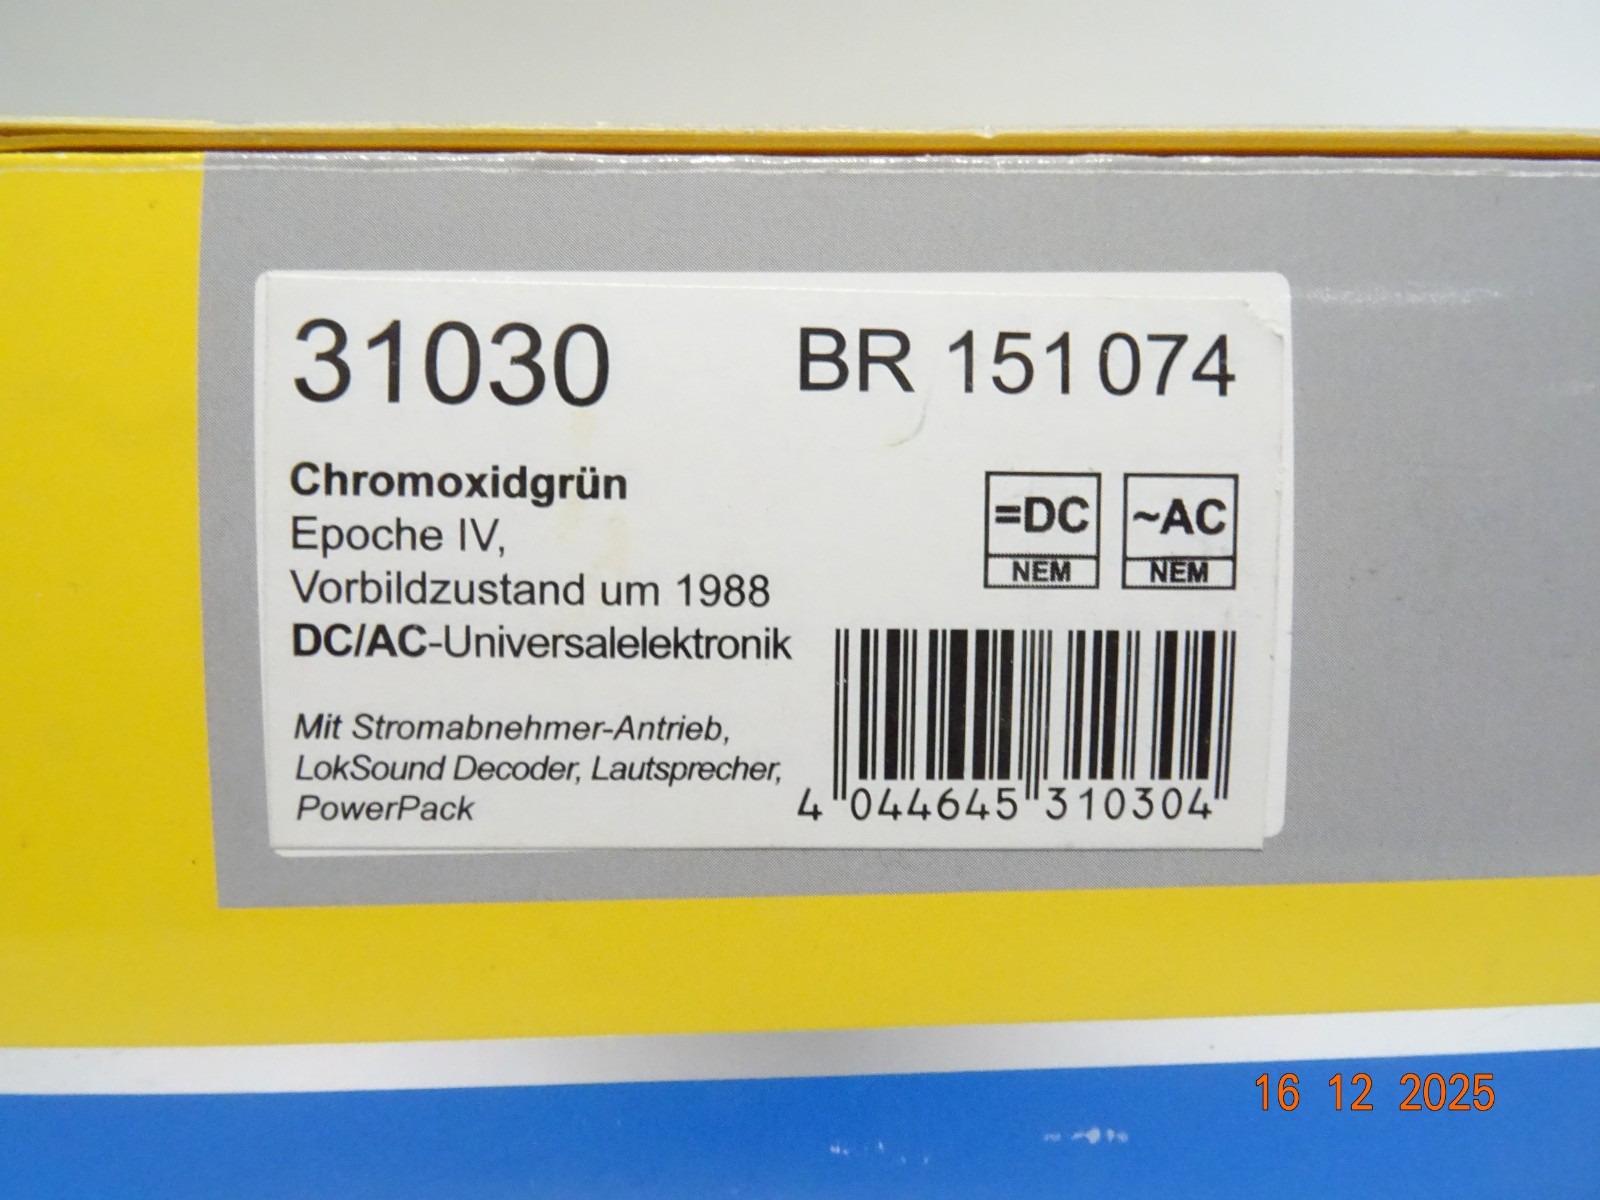 31030
BR 151 074
Chromoxidgrün
Epoche IV,
Vorbildzustand um 1988
DC/AC-Universalelektronik
=DC
NEM
~AC
NEM
Mit Stromabnehmer-Antrieb,
LokSound Decoder, Lautsprecher,
PowerPack
4 044645 310304
16 12 2025